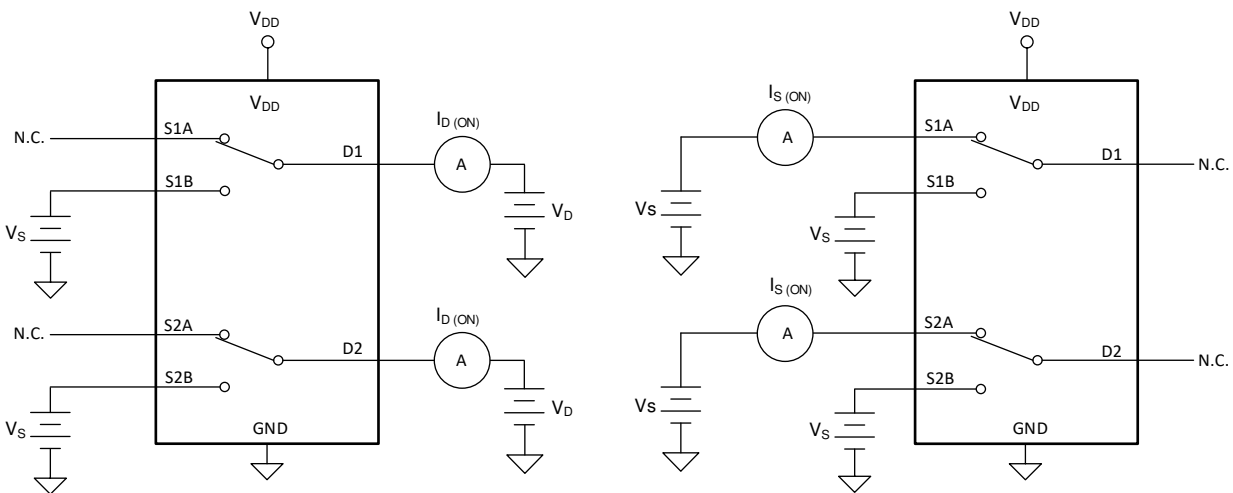 VDD
VDD
ID (ON)
N.C.
S1A
D1
A
S1B
VS
VD
ID (ON)
N.C.
S2A
D2
A
S2B
VS
VD
GND
VDD
VDD
IS (ON)
A
S1A
D1
N.C.
S1B
Vs
VS
IS (ON)
A
S2A
D2
N.C.
S2B
Vs
VS
GND